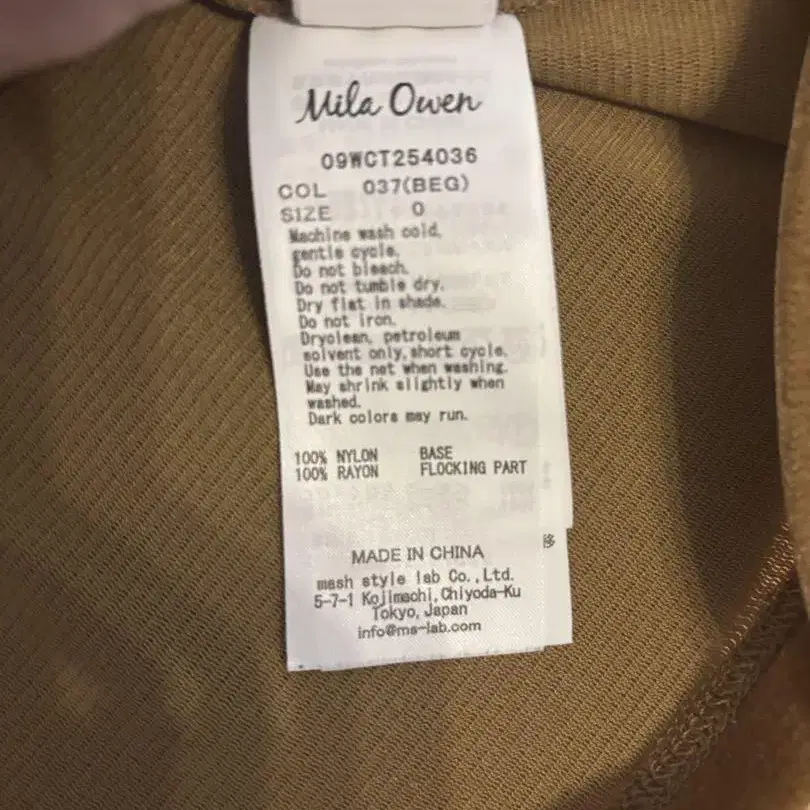 Mila Owen
09WCT254036
COL 037(BEG)
SIZE 0
Machine wash cold,
gentle cycle.
Do not bleach.
Do not tumble dry.
Dry flat in shade.
Do not iron.
Dryclean, petroleum
solvent only, short cycle.
Use the net when washing.
May shrink slightly when
washed.
Dark colors may run.
100% NYLON BASE
100% RAYON FLOCKING PART
MADE IN CHINA
mash style lab Co.,Ltd.
5-7-1 Kojimachi,Chiyoda-Ku
Tokyo,Japan
info@ms-lab.com